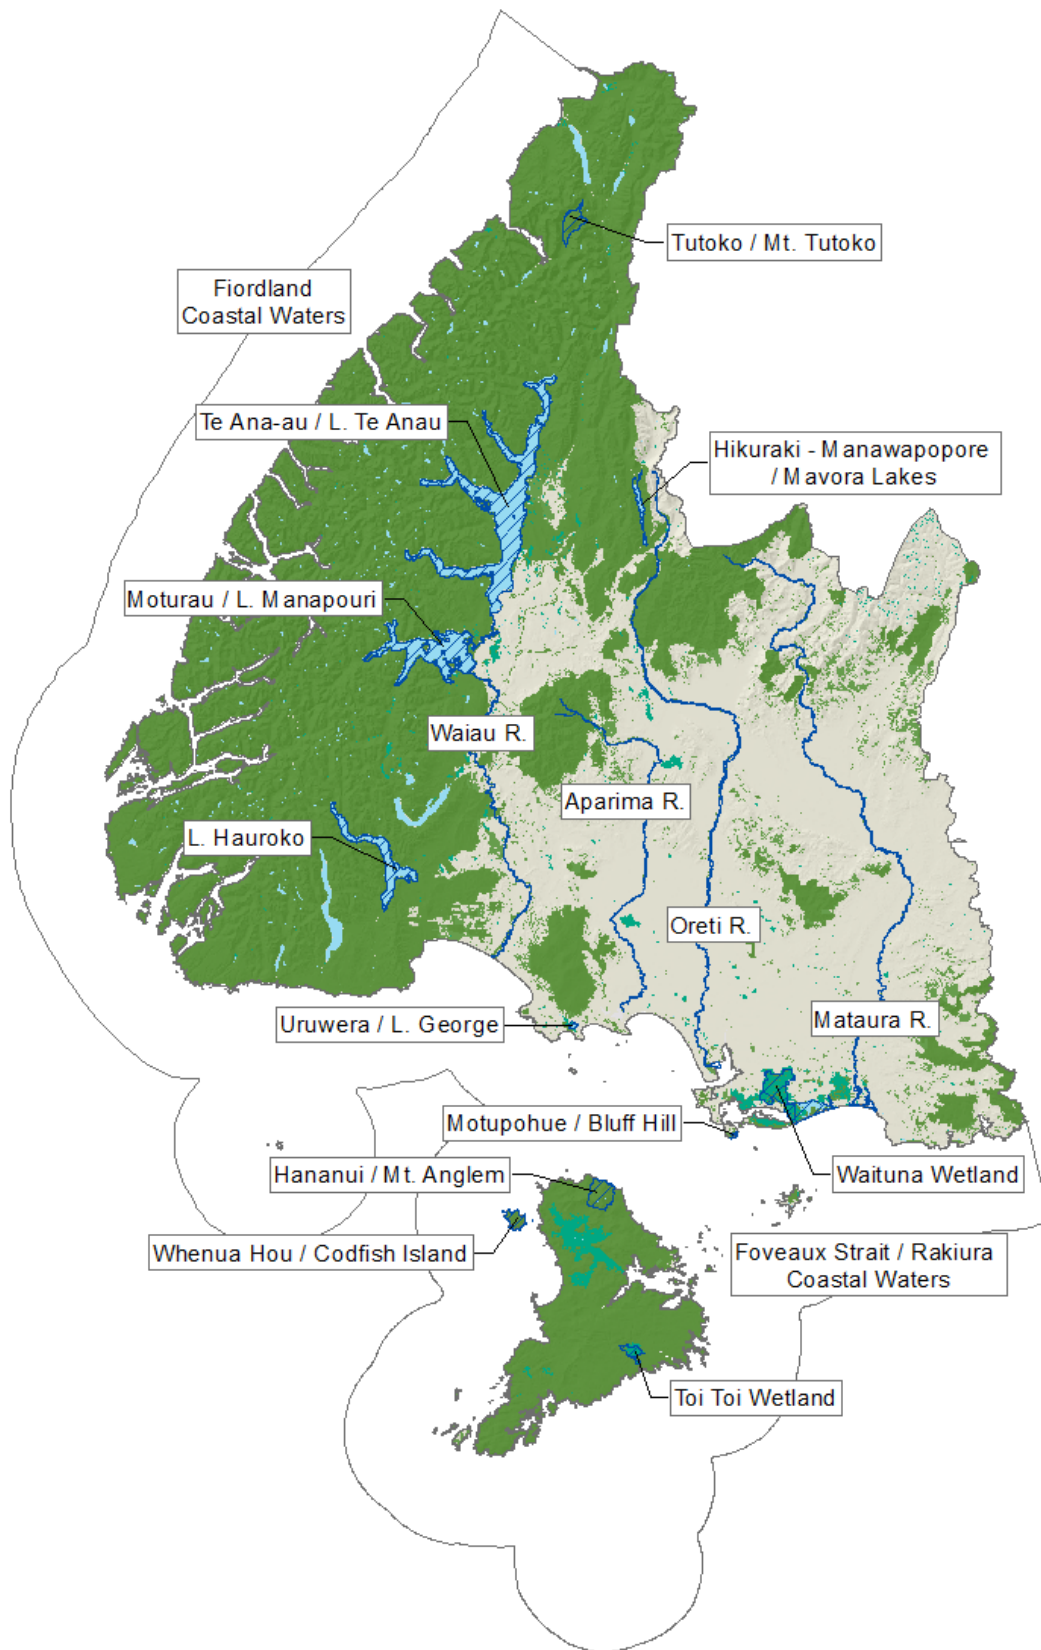 Tutoko / Mt. Tutoko
Fiordland
Coastal Waters
Te Ana-au / L. Te Anau
Hikuraki - Manawapopore
/ Mavora Lakes
Moturau / L. Manapouri
Waiau R.
Aparima R.
L. Hauroko
Oreti R.
Uruwera / L. George
Mataura R.
Motupohue / Bluff Hill
Hananui / Mt. Anglem
Waituna Wetland
Whenua Hou / Codfish Island
Foveaux Strait / Rakiura
Coastal Waters
Toi Toi Wetland